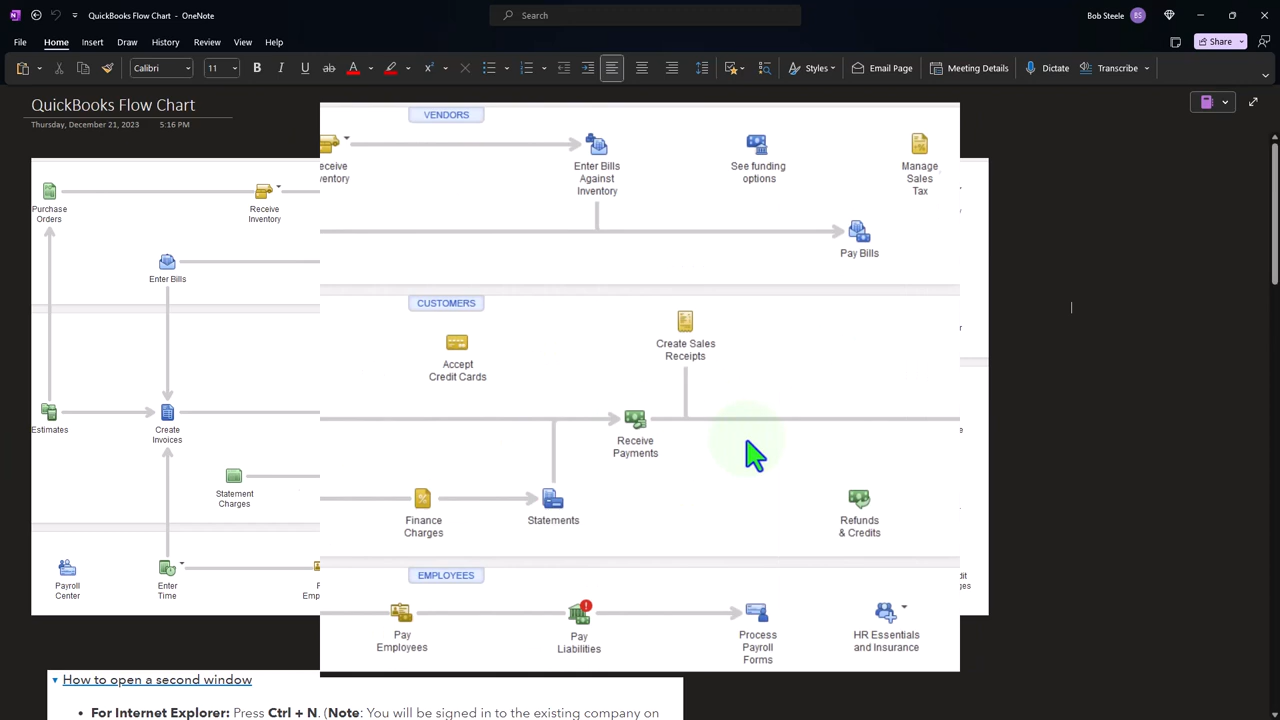 QuickBooks Flow Chart - OneNote
Search
Bob Steele
BS
File
Home
Insert
Draw
History
Review
View
Help
Share
Calibri
11
B
I
U
ab
A
Styles
Email Page
Meeting Details
Dictate
Transcribe
QuickBooks Flow Chart
Thursday, December 21, 2023
5:16 PM
VENDORS
Purchase
Orders
Receive
Inventory
Enter Bills
Against
Inventory
See funding
options
Manage
Sales
Tax
Enter Bills
Pay Bills
CUSTOMERS
Accept
Credit Cards
Create Sales
Receipts
Estimates
Create
Invoices
Receive
Payments
Statement
Charges
Finance
Charges
Statements
Refunds
& Credits
EMPLOYEES
Payroll
Center
Enter
Time
Pay
Employees
Pay
Liabilities
Process
Payroll
Forms
HR Essentials
and Insurance
How to open a second window
• For Internet Explorer: Press Ctrl + N. (Note: You will be signed in to the existing company on